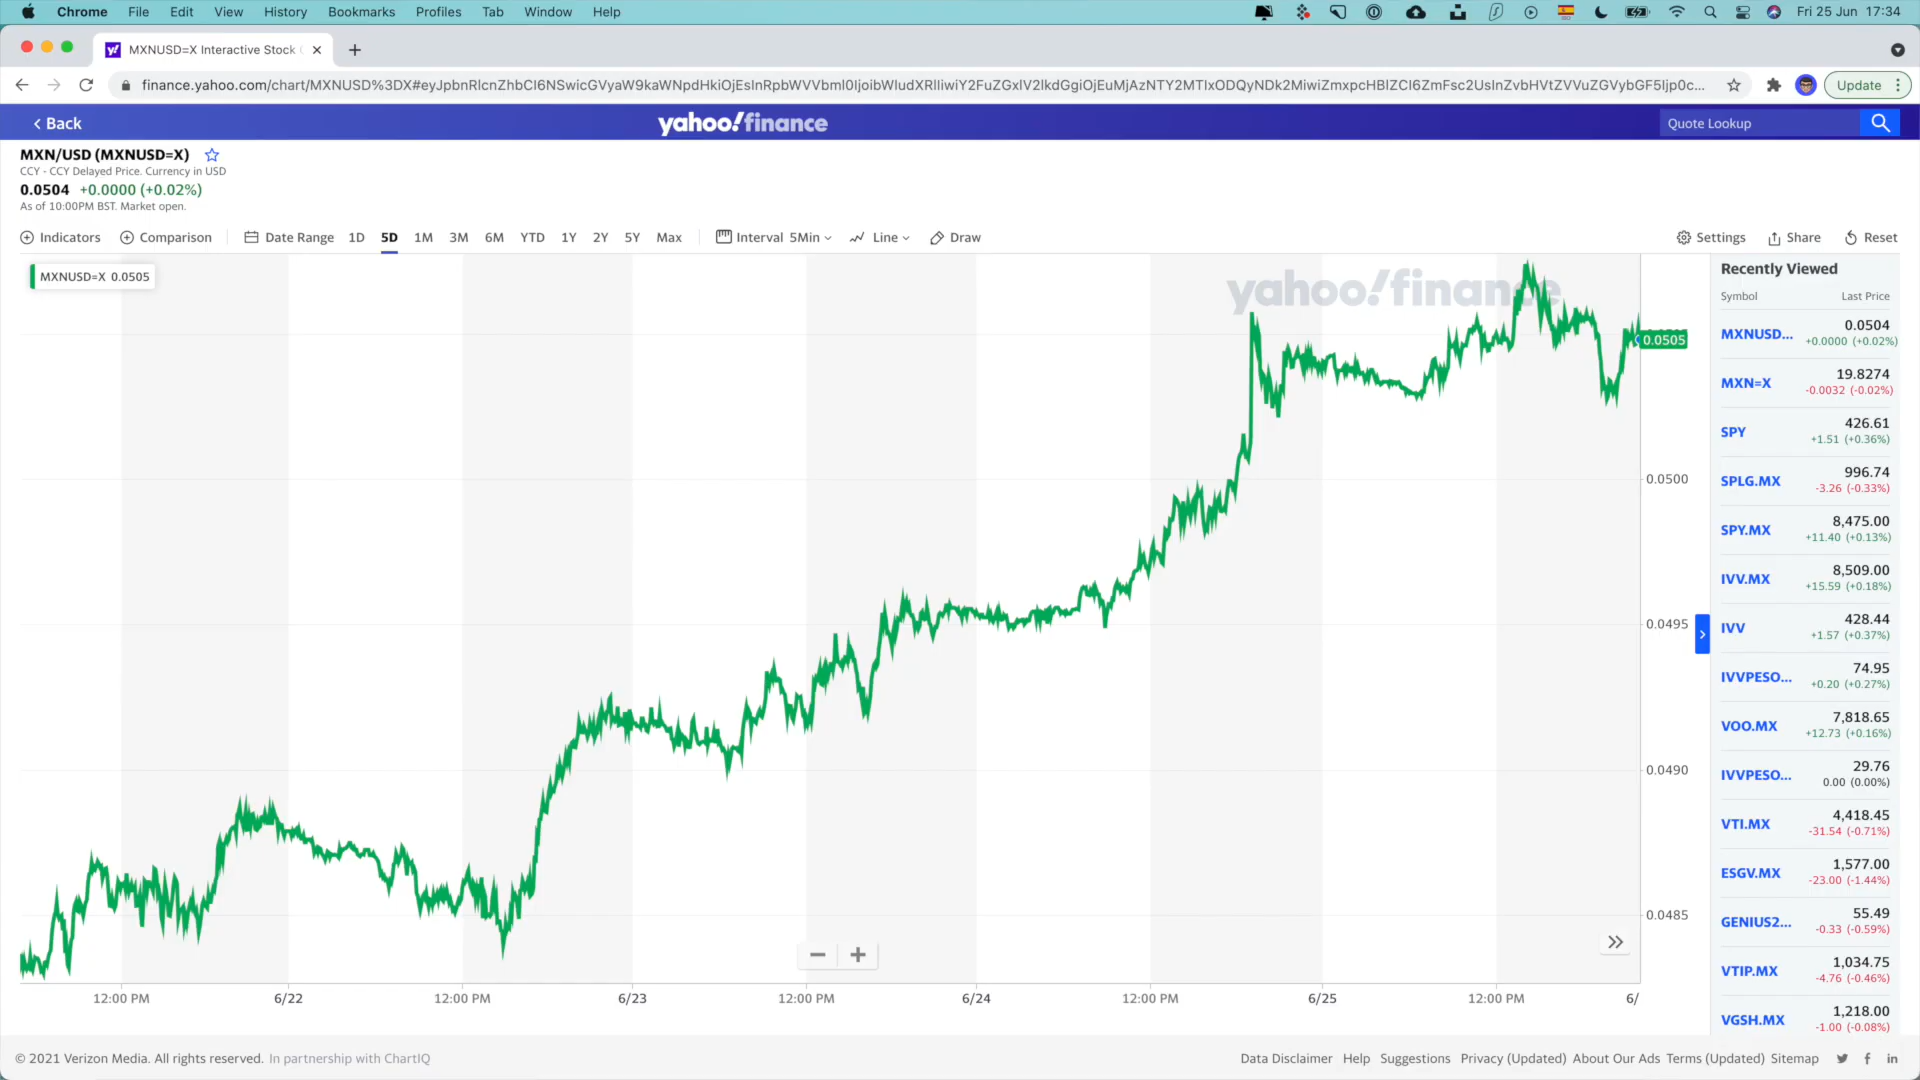 Chrome File Edit View History Bookmarks Profiles Tab Window Help Fri 25 Jun 17:34
MXNUSD=X Interactive Stock
finance.yahoo.com/chart/MXNUSD%3DX#eyJpbnRlcnZhbCI6NSwicGVyaW9kaWNpdHkiOjEsInRpbWVVbml0IjoibWludXRlIiwiY2FuZGxlV2lkdGgiOjEuMjAzNTY2MTIxODQyNDk2MiwiZmxpcHBlZCI6ZmFsc2UsInZvbHVtZVVuZGVybGF5Ijp0c... Update
Back
yahoo!finance
Quote Lookup
MXN/USD (MXNUSD=X)
CCY - CCY Delayed Price. Currency in USD
0.0504 +0.0000 (+0.02%)
As of 10:00PM BST. Market open.
Indicators Comparison Date Range 1D 5D 1M 3M 6M YTD 1Y 2Y 5Y Max Interval 5Min Line Draw Settings Share Reset
MXNUSD=X 0.0505
yahoo!finance
0.0505
0.0500
0.0495
0.0490
0.0485
12:00 PM 6/22 12:00 PM 6/23 12:00 PM 6/24 12:00 PM 6/25 12:00 PM 6/
Recently Viewed
Symbol Last Price
MXNUSD... 0.0504
+0.0000 (+0.02%)
MXN=X 19.8274
-0.0032 (-0.02%)
SPY 426.61
+1.51 (+0.36%)
SPLG.MX 996.74
-3.26 (-0.33%)
SPY.MX 8,475.00
+11.40 (+0.13%)
IVV.MX 8,509.00
+15.59 (+0.18%)
IVV 428.44
+1.57 (+0.37%)
IVVPESO... 74.95
+0.20 (+0.27%)
VOO.MX 7,818.65
+12.73 (+0.16%)
IVVPESO... 29.76
0.00 (0.00%)
VTI.MX 4,418.45
-31.54 (-0.71%)
ESGV.MX 1,577.00
-23.00 (-1.44%)
GENIUS2... 55.49
-0.33 (-0.59%)
VTIP.MX 1,034.75
-4.76 (-0.46%)
VGSH.MX 1,218.00
-1.00 (-0.08%)
© 2021 Verizon Media. All rights reserved. In partnership with ChartIQ
Data Disclaimer Help Suggestions Privacy (Updated) About Our Ads Terms (Updated) Sitemap